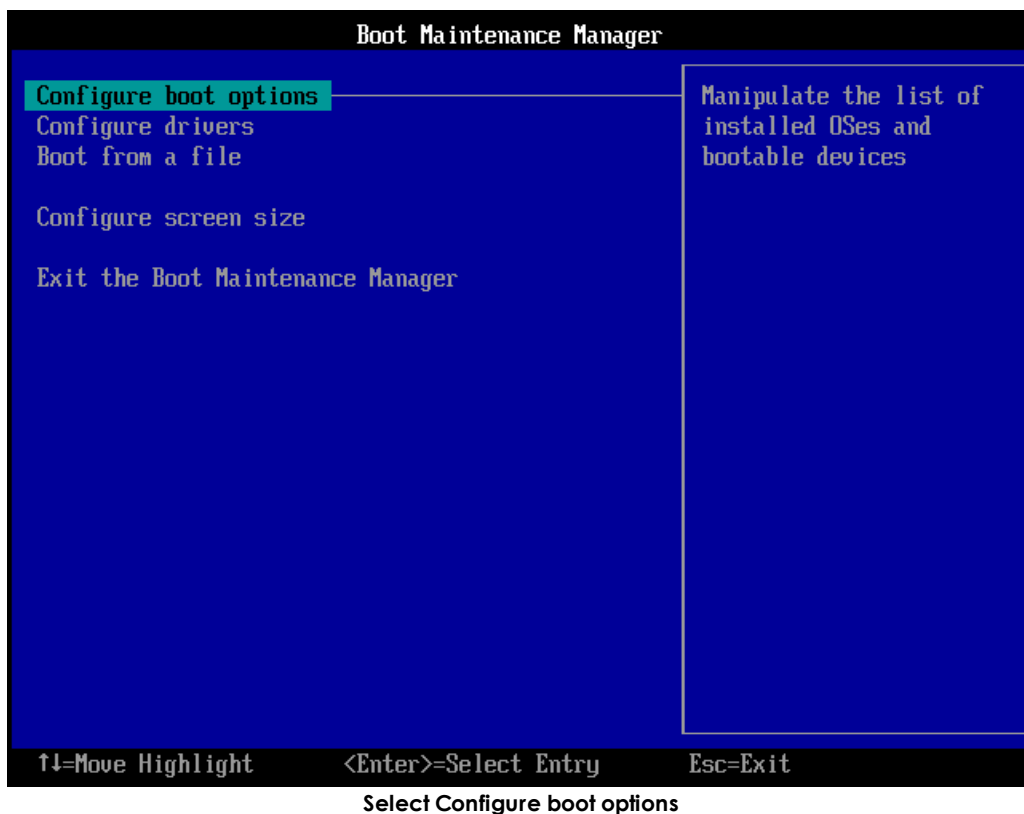 Boot Maintenance Manager
Configure boot options
Configure drivers
Boot from a file
Configure screen size
Exit the Boot Maintenance Manager
Manipulate the list of
installed OSes and
bootable devices
↑↓=Move Highlight <Enter>=Select Entry Esc=Exit
Select Configure boot options